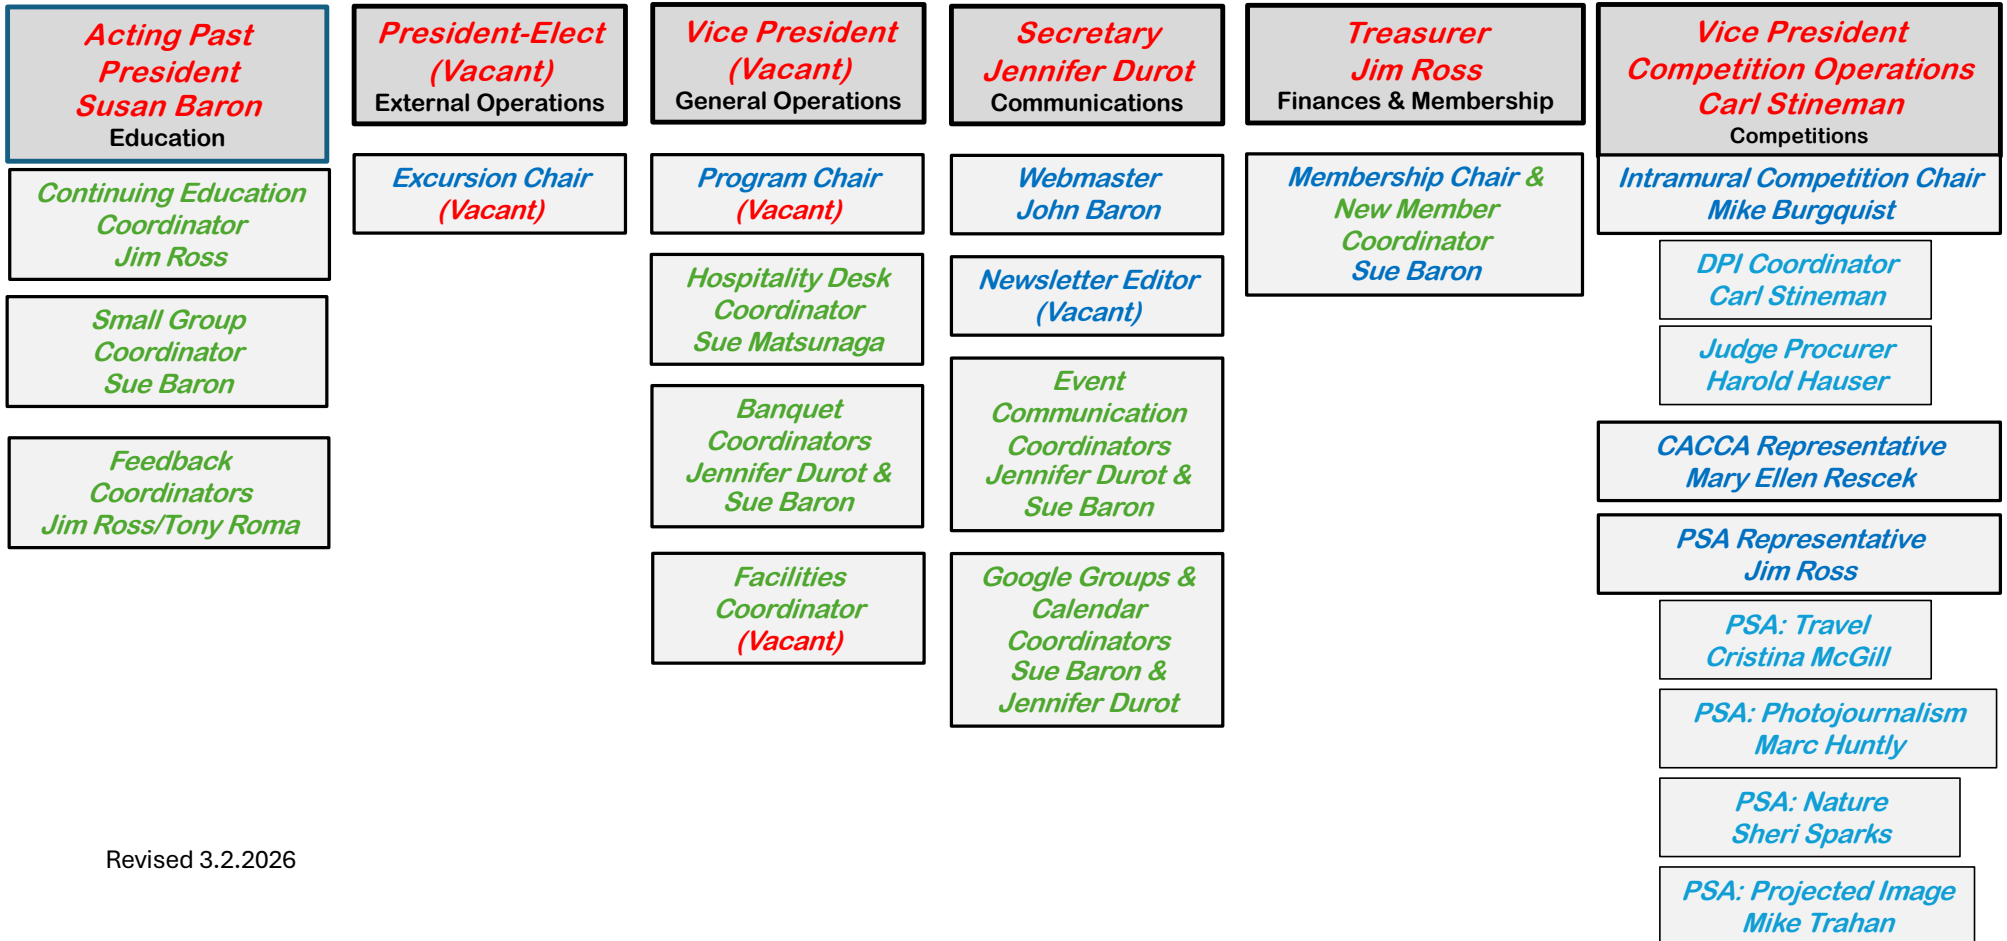 Acting Past
President
Susan Baron
Education
Continuing Education
Coordinator
Jim Ross
Small Group
Coordinator
Sue Baron
Feedback
Coordinators
Jim Ross/Tony Roma
President-Elect
(Vacant)
External Operations
Excursion Chair
(Vacant)
Vice President
(Vacant)
General Operations
Program Chair
(Vacant)
Hospitality Desk
Coordinator
Sue Matsunaga
Banquet
Coordinators
Jennifer Durot &
Sue Baron
Facilities
Coordinator
(Vacant)
Secretary
Jennifer Durot
Communications
Webmaster
John Baron
Newsletter Editor
(Vacant)
Event
Communication
Coordinators
Jennifer Durot &
Sue Baron
Google Groups &
Calendar
Coordinators
Sue Baron &
Jennifer Durot
Treasurer
Jim Ross
Finances & Membership
Membership Chair &
New Member
Coordinator
Sue Baron
Vice President
Competition Operations
Carl Stineman
Competitions
Intramural Competition Chair
Mike Burgquist
DPI Coordinator
Carl Stineman
Judge Procurer
Harold Hauser
CACCA Representative
Mary Ellen Rescek
PSA Representative
Jim Ross
PSA: Travel
Cristina McGill
PSA: Photojournalism
Marc Huntly
PSA: Nature
Sheri Sparks
PSA: Projected Image
Mike Trahan
Revised 3.2.2026